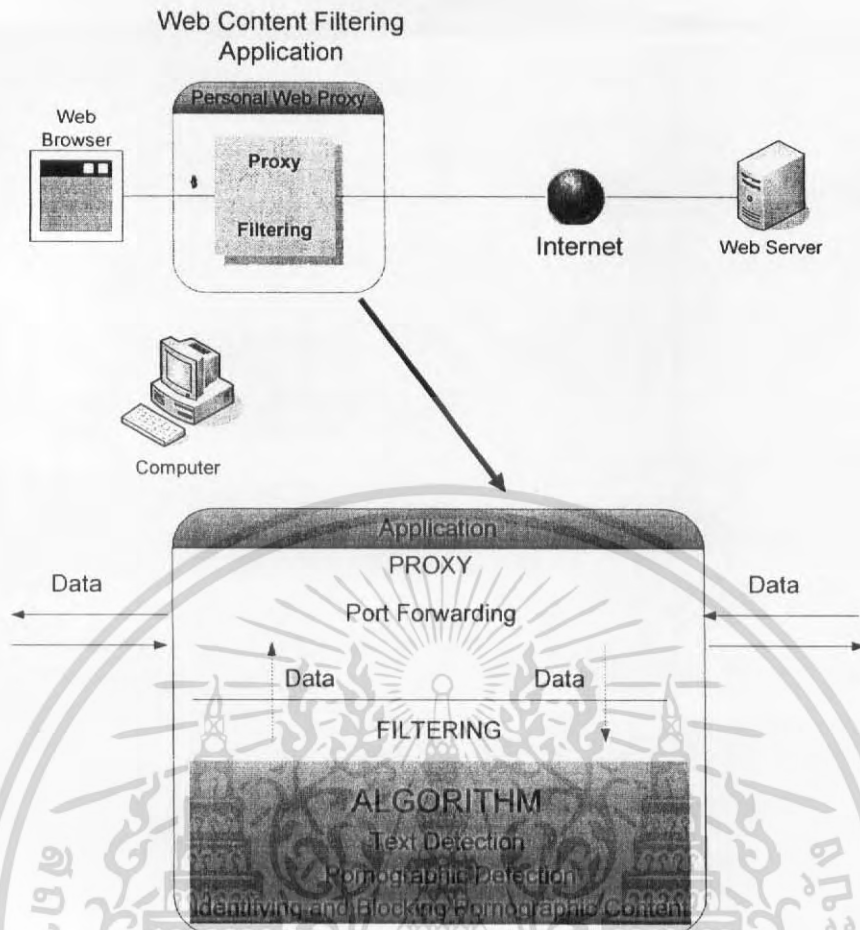 Web Content Filtering
Application
Personal Web Proxy
Web
Browser
Proxy
Filtering
Internet
Web Server
Computer
Application
PROXY
Data
Data
Port Forwarding
Data
Data
FILTERING
ALGORITHM
Text Detection
Pornographic Detection
Identifying and Blocking Pornographic Content